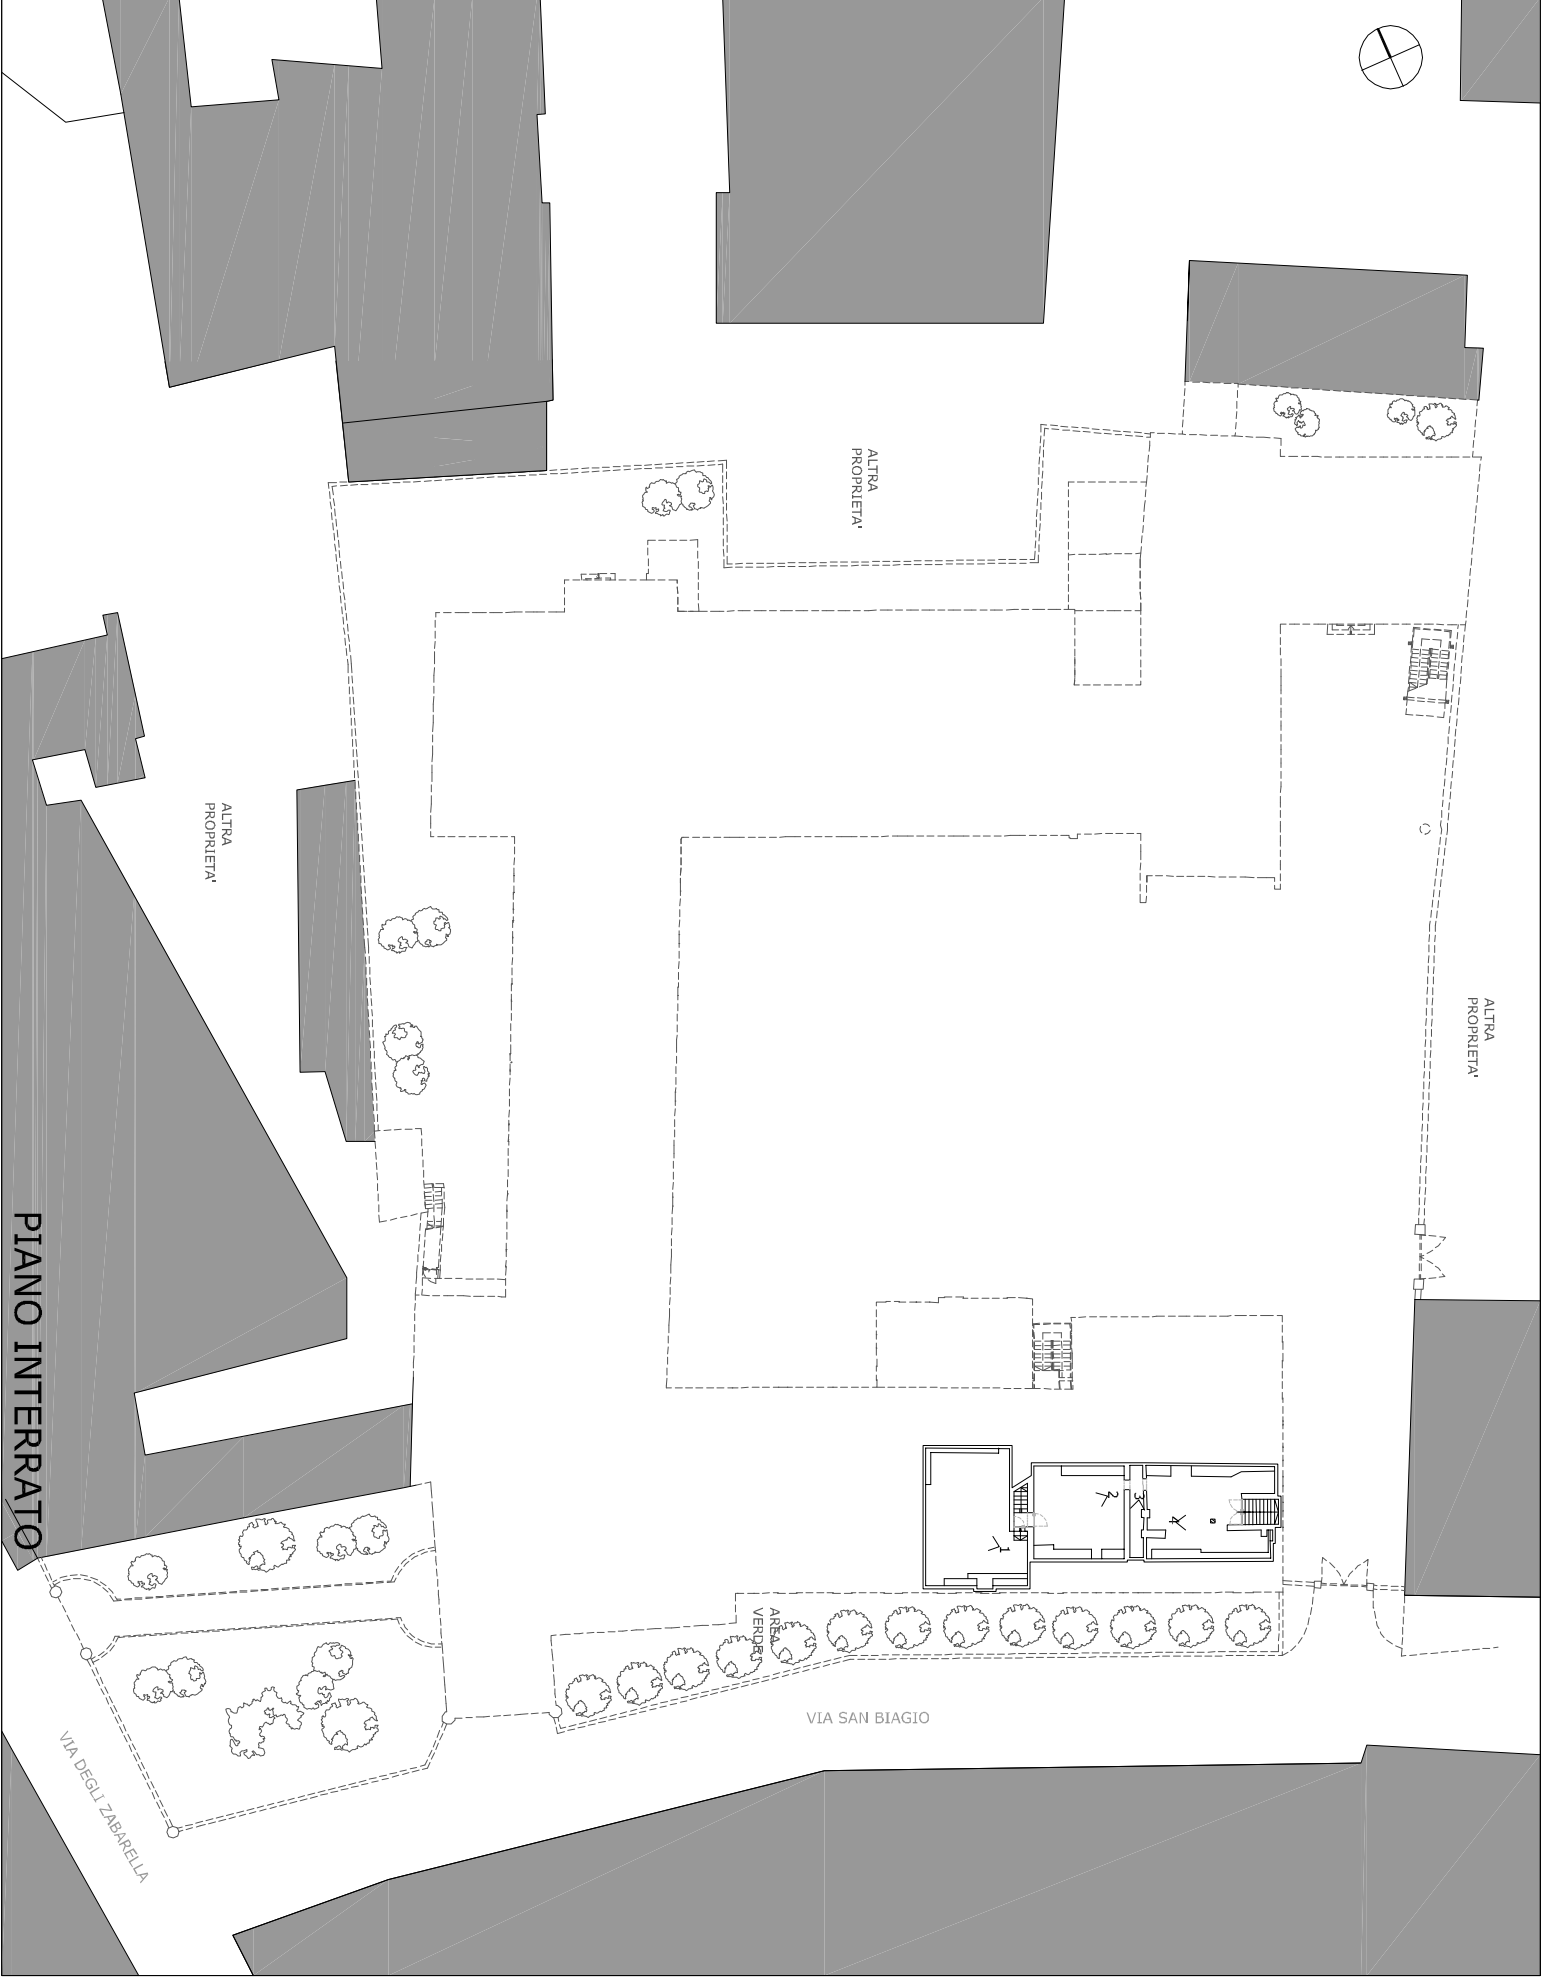 ALTRA
PROPRIETA'
ALTRA
PROPRIETA'
ALTRA
PROPRIETA'
PIANO INTERRATO
1
2
3
4
AREA
VERDE
VIA SAN BIAGIO
VIA DEGLI ZABARELLA